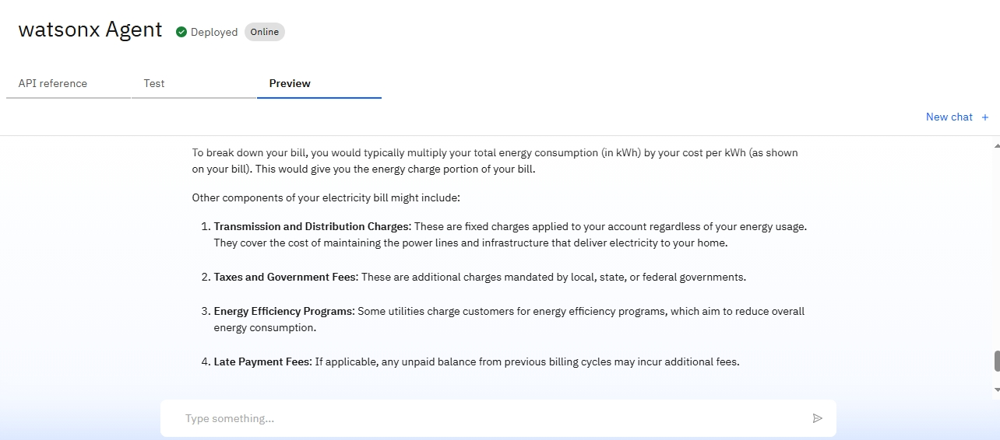 watsonx Agent
Deployed
Online
API reference
Test
Preview
New chat +
To break down your bill, you would typically multiply your total energy consumption (in kWh) by your cost per kWh (as shown
on your bill). This would give you the energy charge portion of your bill.
Other components of your electricity bill might include:
1. Transmission and Distribution Charges: These are fixed charges applied to your account regardless of your energy usage.
They cover the cost of maintaining the power lines and infrastructure that deliver electricity to your home.
2. Taxes and Government Fees: These are additional charges mandated by local, state, or federal governments.
3. Energy Efficiency Programs: Some utilities charge customers for energy efficiency programs, which aim to reduce overall
energy consumption.
4. Late Payment Fees: If applicable, any unpaid balance from previous billing cycles may incur additional fees.
Type something...